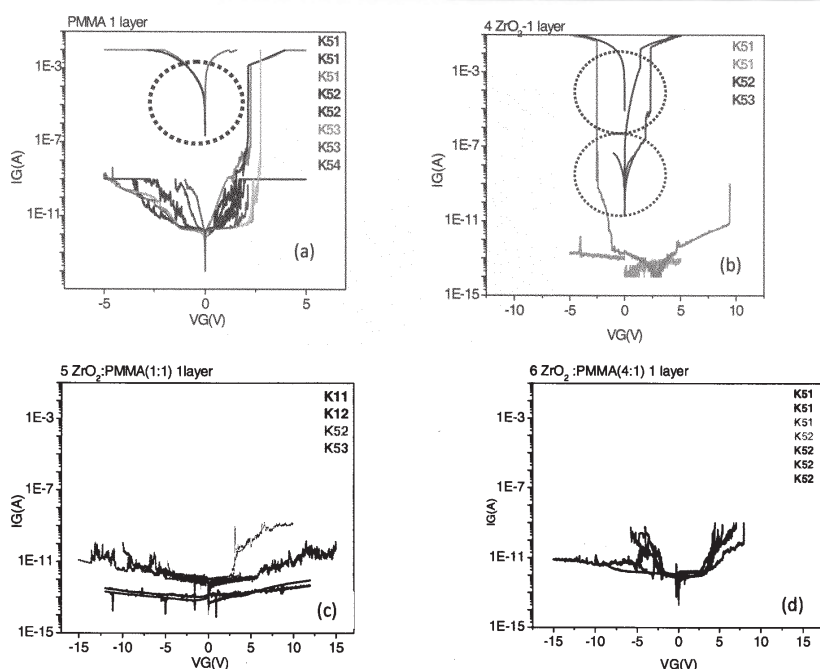 PMMA 1 layer
K51
K51
K51
K52
K52
K53
K53
K54
1E-3
1E-7
1E-11
IG(A)
(a)
-5 0 5
VG(V)
4 ZrO2-1 layer
K51
K51
K52
K53
1E-3
1E-7
1E-11
1E-15
IG(A)
(b)
-10 -5 0 5 10
VG(V)
5 ZrO2:PMMA(1:1) 1layer
K11
K12
K52
K53
1E-3
1E-7
1E-11
1E-15
IG(A)
(c)
-15 -10 -5 0 5 10 15
VG(V)
6 ZrO2 :PMMA(4:1) 1 layer
K51
K51
K51
K52
K52
K52
K52
1E-3
1E-7
1E-11
1E-15
IG(A)
(d)
-15 -10 -5 0 5 10 15
VG(V)